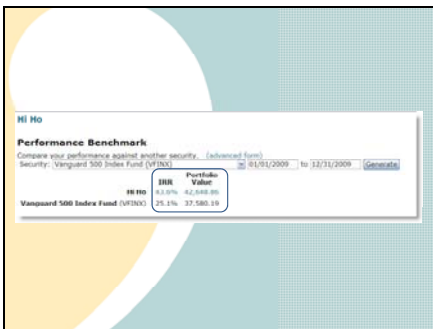 Hi Ho
Performance Benchmark
Compare your performance against another security. (advanced form)
Security: Vanguard 500 Index Fund (VFINX) 01/01/2009 to 12/31/2009 Generate
IRR Portfolio Value
Hi Ho 43.0% 42,648.86
Vanguard 500 Index Fund (VFINX) 25.1% 37,580.19